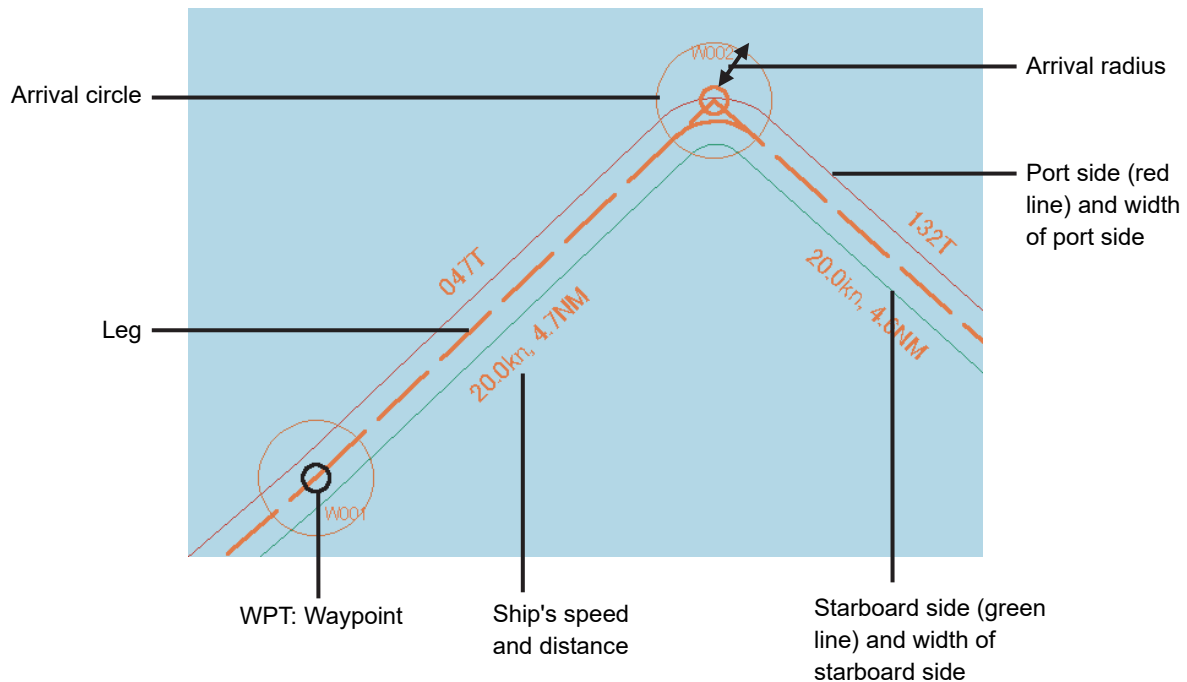 W002
Arrival radius
Arrival circle
Port side (red
line) and width
of port side
132T
047T
20.0kn, 4.6NM
20.0kn, 4.7NM
Leg
W001
WPT: Waypoint
Ship's speed
and distance
Starboard side (green
line) and width of
starboard side